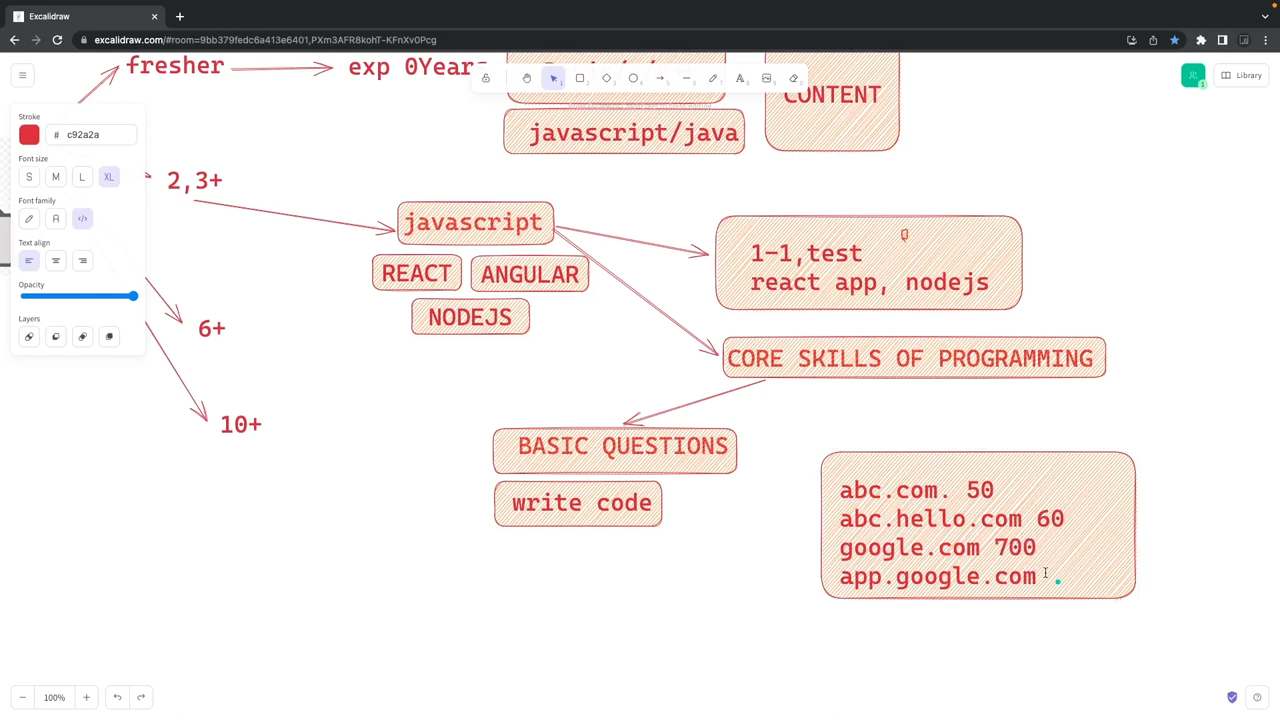 Excalidraw
excalidraw.com/#room=9bb379fedc6a413e6401,PXm3AFR8kohT-KFnXv0Pcg
Library
Stroke
# c92a2a
Font size
S M L XL
Font family
A </>
Text align
Opacity
Layers
fresher
exp 0Years
CONTENT
javascript/java
2,3+
javascript
REACT
ANGULAR
NODEJS
1-1,test
react app, nodejs
6+
CORE SKILLS OF PROGRAMMING
10+
BASIC QUESTIONS
write code
abc.com. 50
abc.hello.com 60
google.com 700
app.google.com
100%